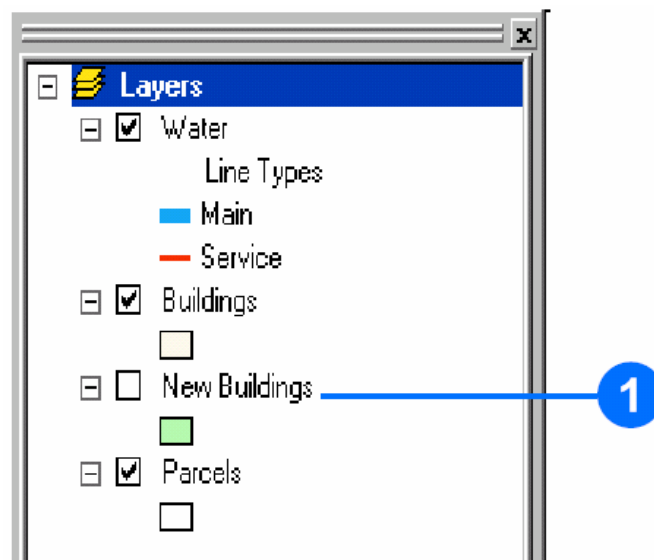 x
Layers
Water
Line Types
Main
Service
Buildings
New Buildings 1
Parcels